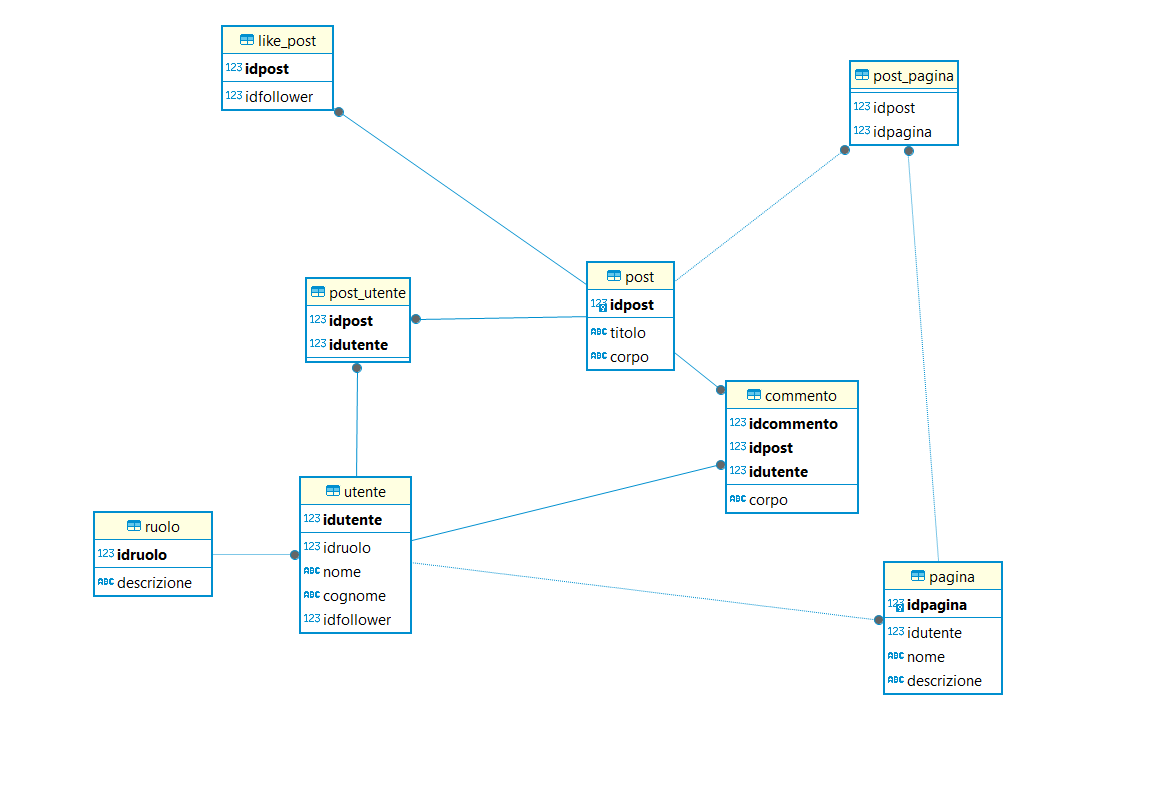 like_post
123 idpost
123 idfollower
post_pagina
123 idpost
123 idpagina
post
123 idpost
ABC titolo
ABC corpo
post_utente
123 idpost
123 idutente
commento
123 idcommento
123 idpost
123 idutente
ABC corpo
utente
123 idutente
123 idruolo
ABC nome
ABC cognome
123 idfollower
ruolo
123 idruolo
ABC descrizione
pagina
123 idpagina
123 idutente
ABC nome
ABC descrizione